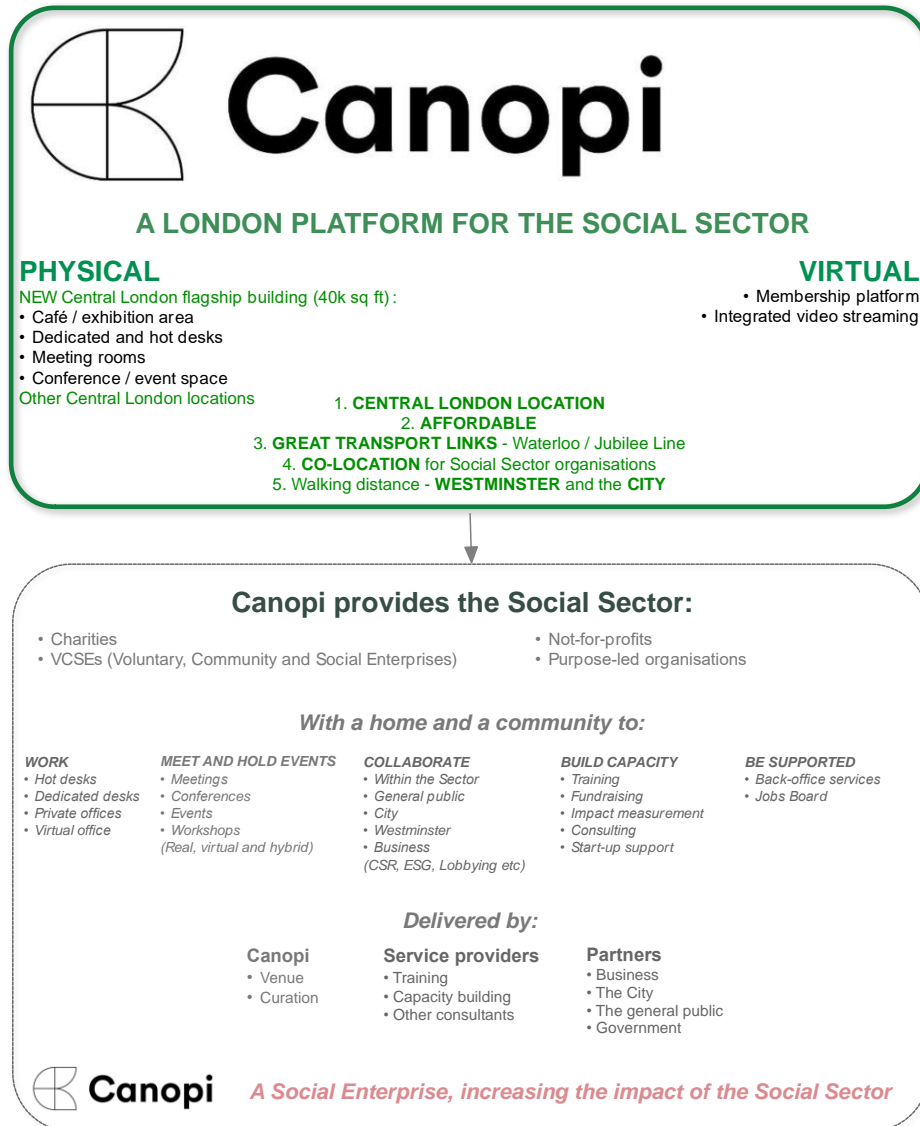 Canopi
A LONDON PLATFORM FOR THE SOCIAL SECTOR
PHYSICAL
NEW Central London flagship building (40k sq ft) :
• Café / exhibition area
• Dedicated and hot desks
• Meeting rooms
• Conference / event space
Other Central London locations
VIRTUAL
• Membership platform
• Integrated video streaming
1. CENTRAL LONDON LOCATION
2. AFFORDABLE
3. GREAT TRANSPORT LINKS - Waterloo / Jubilee Line
4. CO-LOCATION for Social Sector organisations
5. Walking distance - WESTMINSTER and the CITY
Canopi provides the Social Sector:
• Charities
• VCSEs (Voluntary, Community and Social Enterprises)
• Not-for-profits
• Purpose-led organisations
With a home and a community to:
WORK
• Hot desks
• Dedicated desks
• Private offices
• Virtual office
MEET AND HOLD EVENTS
• Meetings
• Conferences
• Events
• Workshops
(Real, virtual and hybrid)
COLLABORATE
• Within the Sector
• General public
• City
• Westminster
• Business
(CSR, ESG, Lobbying etc)
BUILD CAPACITY
• Training
• Fundraising
• Impact measurement
• Consulting
• Start-up support
BE SUPPORTED
• Back-office services
• Jobs Board
Delivered by:
Canopi
• Venue
• Curation
Service providers
• Training
• Capacity building
• Other consultants
Partners
• Business
• The City
• The general public
• Government
Canopi
A Social Enterprise, increasing the impact of the Social Sector